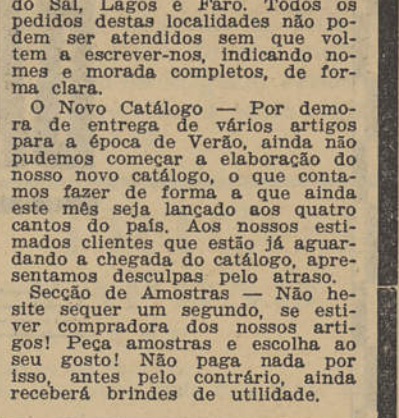 do Sal, Lagos e Faro. Todos os
pedidos destas localidades não po-
dem ser atendidos sem que vol-
tem a escrever-nos, indicando no-
mes e morada completos, de for-
ma clara.
O Novo Catálogo — Por demo-
ra de entrega de vários artigos
para a época de Verão, ainda não
pudemos começar a elaboração do
nosso novo catálogo, o que conta-
mos fazer de forma a que ainda
este mês seja lançado aos quatro
cantos do país. Aos nossos esti-
mados clientes que estão já aguar-
dando a chegada do catálogo, apre-
sentamos desculpas pelo atraso.
Secção de Amostras — Não he-
site sequer um segundo, se esti-
ver compradora dos nossos arti-
gos! Peça amostras e escolha ao
seu gosto! Não paga nada por
isso, antes pelo contrário, ainda
receberá brindes de utilidade.